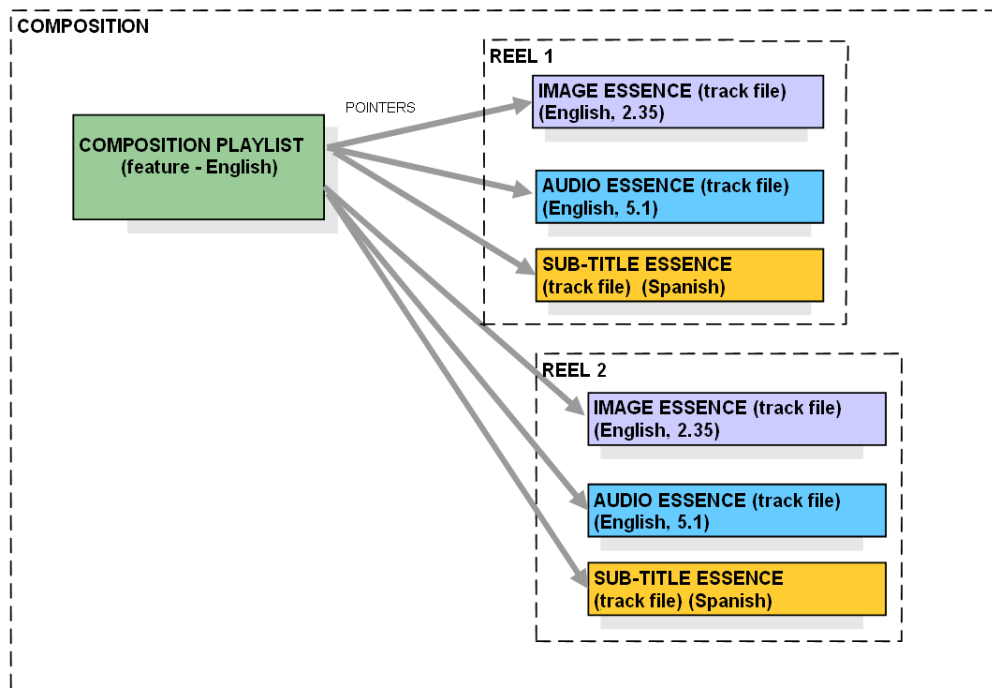 COMPOSITION
REEL 1
IMAGE ESSENCE (track file)
(English, 2.35)
POINTERS
COMPOSITION PLAYLIST
(feature - English)
AUDIO ESSENCE (track file)
(English, 5.1)
SUB-TITLE ESSENCE
(track file) (Spanish)
REEL 2
IMAGE ESSENCE (track file)
(English, 2.35)
AUDIO ESSENCE (track file)
(English, 5.1)
SUB-TITLE ESSENCE
(track file) (Spanish)